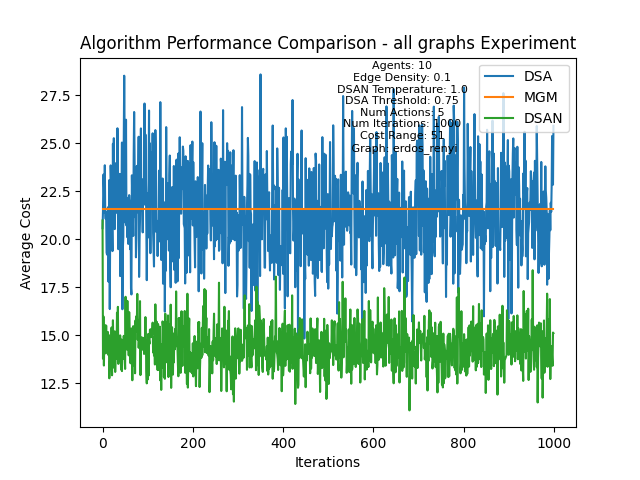 Algorithm Performance Comparison - all graphs Experiment
Agents: 10
Edge Density: 0.1
DSAN Temperature: 1.0
DSA Threshold: 0.75
Num Actions: 5
Num Iterations: 1000
Cost Range: 51
Graph: erdos_renyi
DSA
MGM
DSAN
Average Cost
27.5
25.0
22.5
20.0
17.5
15.0
12.5
0
200
400
600
800
1000
Iterations